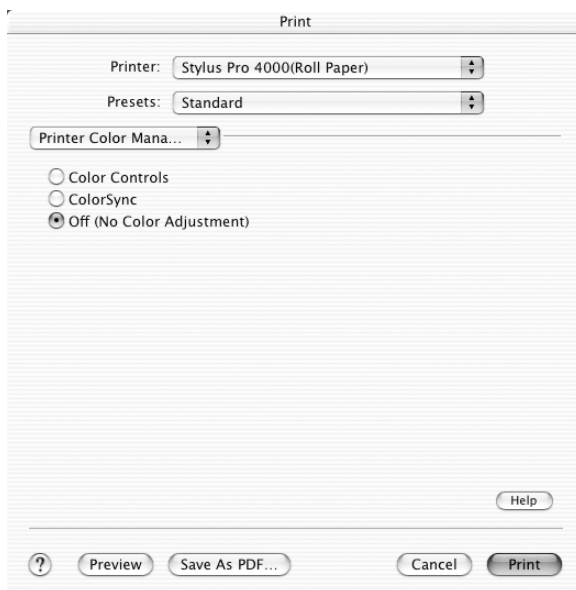 Print
Printer: Stylus Pro 4000(Roll Paper)
Presets: Standard
Printer Color Mana...
Color Controls
ColorSync
Off (No Color Adjustment)
Help
? Preview Save As PDF... Cancel Print